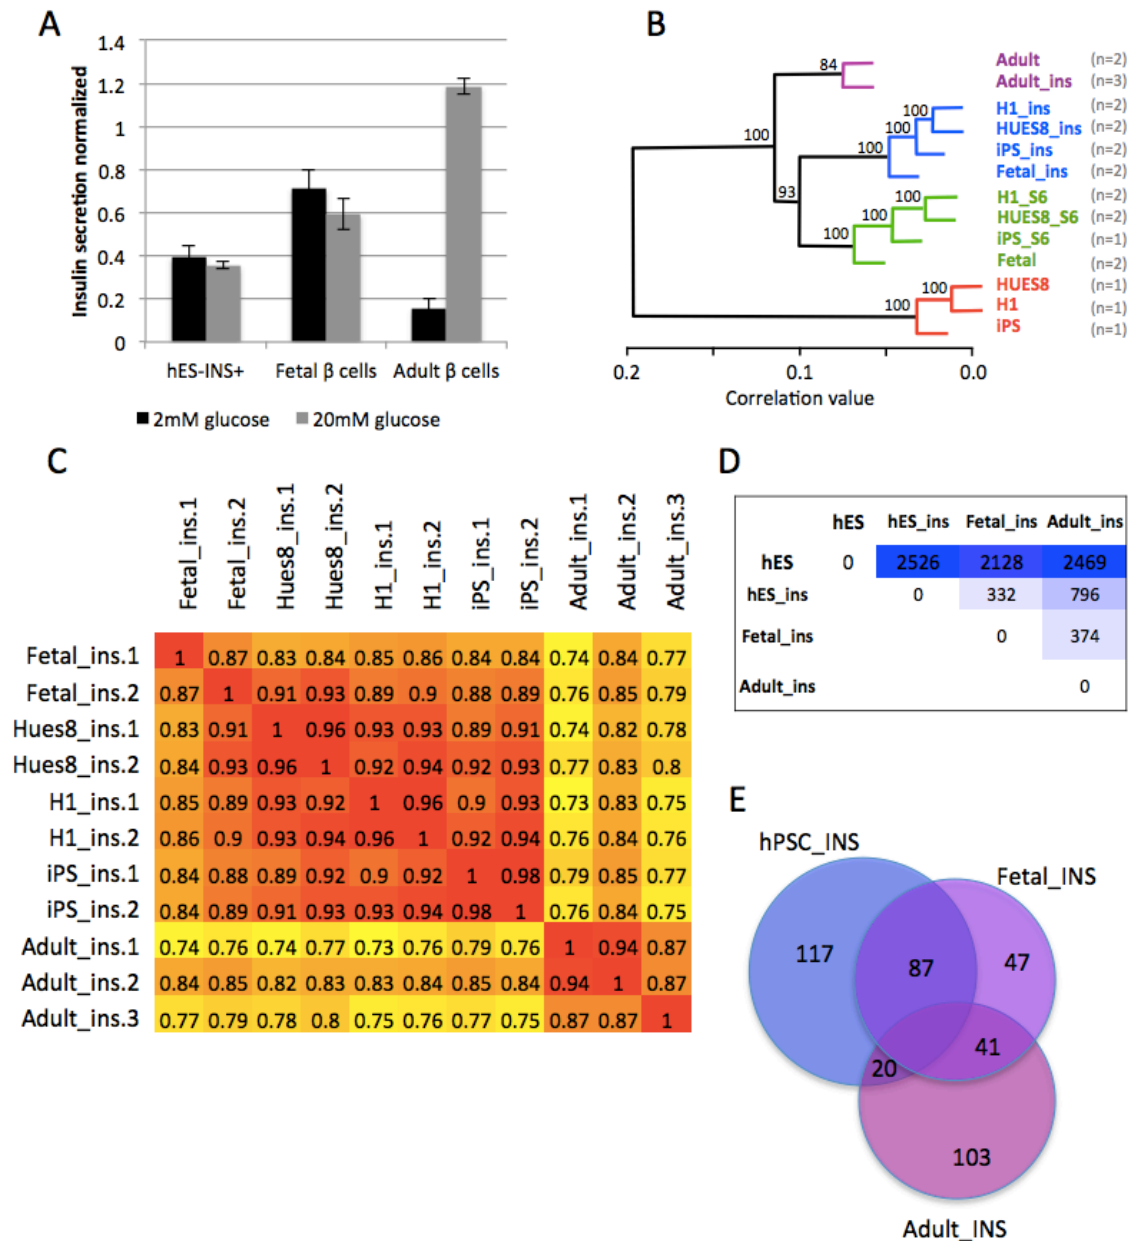 A
Insulin secretion normalized
1.4
1.2
1
0.8
0.6
0.4
0.2
0
hES-INS+ Fetal β cells Adult β cells
2mM glucose 20mM glucose
B
84
100
100
100
100
93
100
100
100
100
100
Adult (n=2)
Adult_ins (n=3)
H1_ins (n=2)
HUES8_ins (n=2)
iPS_ins (n=2)
Fetal_ins (n=2)
H1_S6 (n=2)
HUES8_S6 (n=2)
iPS_S6 (n=1)
Fetal (n=2)
HUES8 (n=1)
H1 (n=1)
iPS (n=1)
0.2 0.1 0.0
Correlation value
C
Fetal_ins.1 Fetal_ins.2 Hues8_ins.1 Hues8_ins.2 H1_ins.1 H1_ins.2 iPS_ins.1 iPS_ins.2 Adult_ins.1 Adult_ins.2 Adult_ins.3
Fetal_ins.1 1 0.87 0.83 0.84 0.85 0.86 0.84 0.84 0.74 0.84 0.77
Fetal_ins.2 0.87 1 0.91 0.93 0.89 0.9 0.88 0.89 0.76 0.85 0.79
Hues8_ins.1 0.83 0.91 1 0.96 0.93 0.93 0.89 0.91 0.74 0.82 0.78
Hues8_ins.2 0.84 0.93 0.96 1 0.92 0.94 0.92 0.93 0.77 0.83 0.8
H1_ins.1 0.85 0.89 0.93 0.92 1 0.96 0.9 0.93 0.73 0.83 0.75
H1_ins.2 0.86 0.9 0.93 0.94 0.96 1 0.92 0.94 0.76 0.84 0.76
iPS_ins.1 0.84 0.88 0.89 0.92 0.9 0.92 1 0.98 0.79 0.85 0.77
iPS_ins.2 0.84 0.89 0.91 0.93 0.93 0.94 0.98 1 0.76 0.84 0.75
Adult_ins.1 0.74 0.76 0.74 0.77 0.73 0.76 0.79 0.76 1 0.94 0.87
Adult_ins.2 0.84 0.85 0.82 0.83 0.83 0.84 0.85 0.84 0.94 1 0.87
Adult_ins.3 0.77 0.79 0.78 0.8 0.75 0.76 0.77 0.75 0.87 0.87 1
D
hES hES_ins Fetal_ins Adult_ins
hES 0 2526 2128 2469
hES_ins 0 332 796
Fetal_ins 0 374
Adult_ins 0
E
hPSC_INS
Fetal_INS
117 87 47
20 41
103
Adult_INS